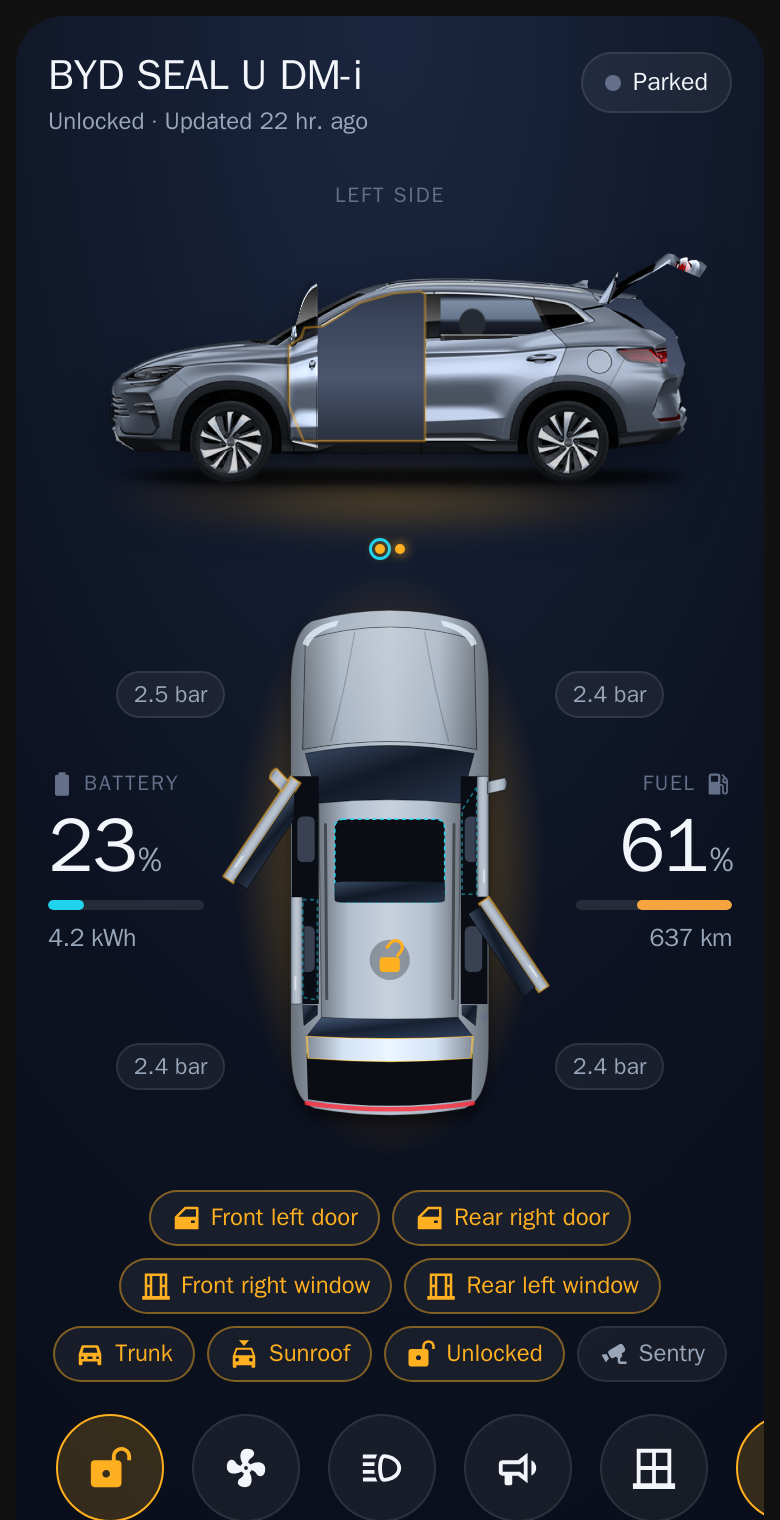 BYD SEAL U DM-i
Parked
Unlocked · Updated 22 hr. ago
LEFT SIDE
2.5 bar
2.4 bar
BATTERY
FUEL
23%
61%
4.2 kWh
637 km
2.4 bar
2.4 bar
Front left door
Rear right door
Front right window
Rear left window
Trunk
Sunroof
Unlocked
Sentry